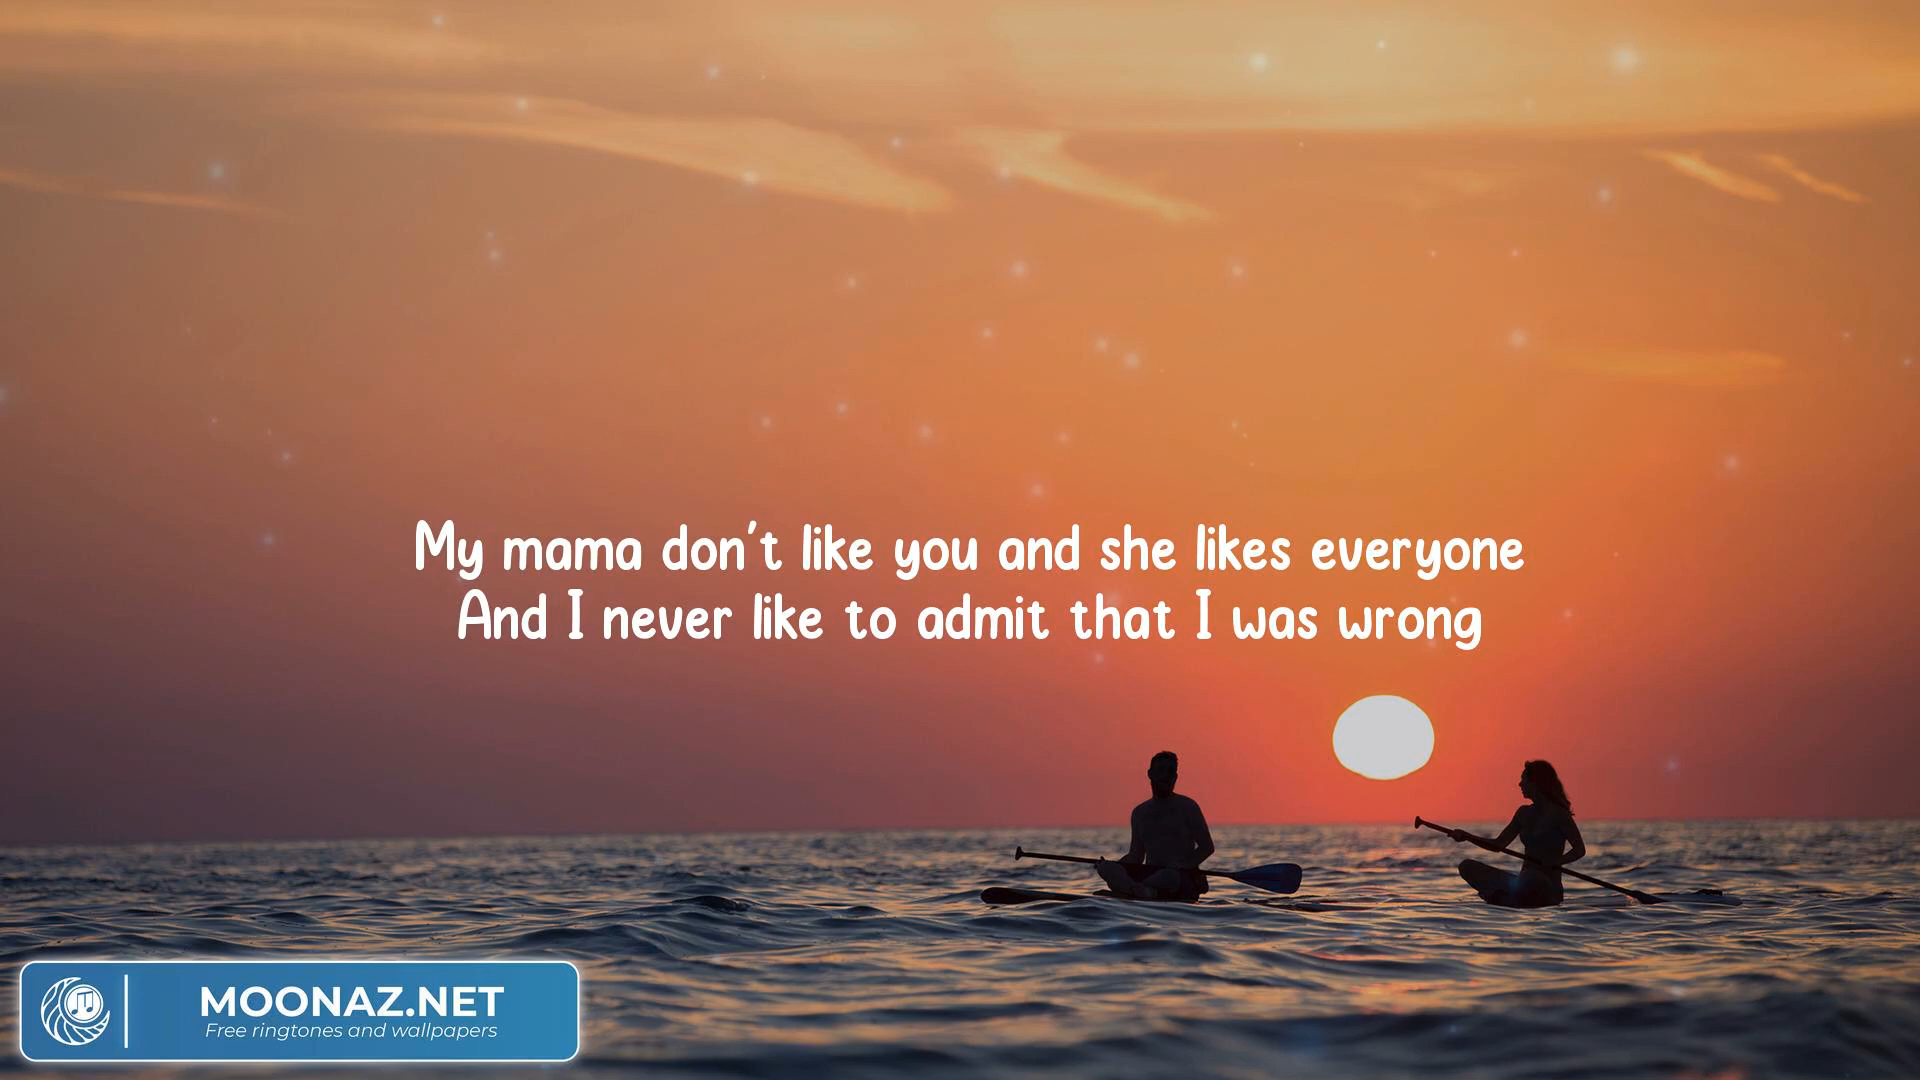 My mama don't like you and she likes everyone
And I never like to admit that I was wrong
MOONAZ.NET
Free ringtones and wallpapers